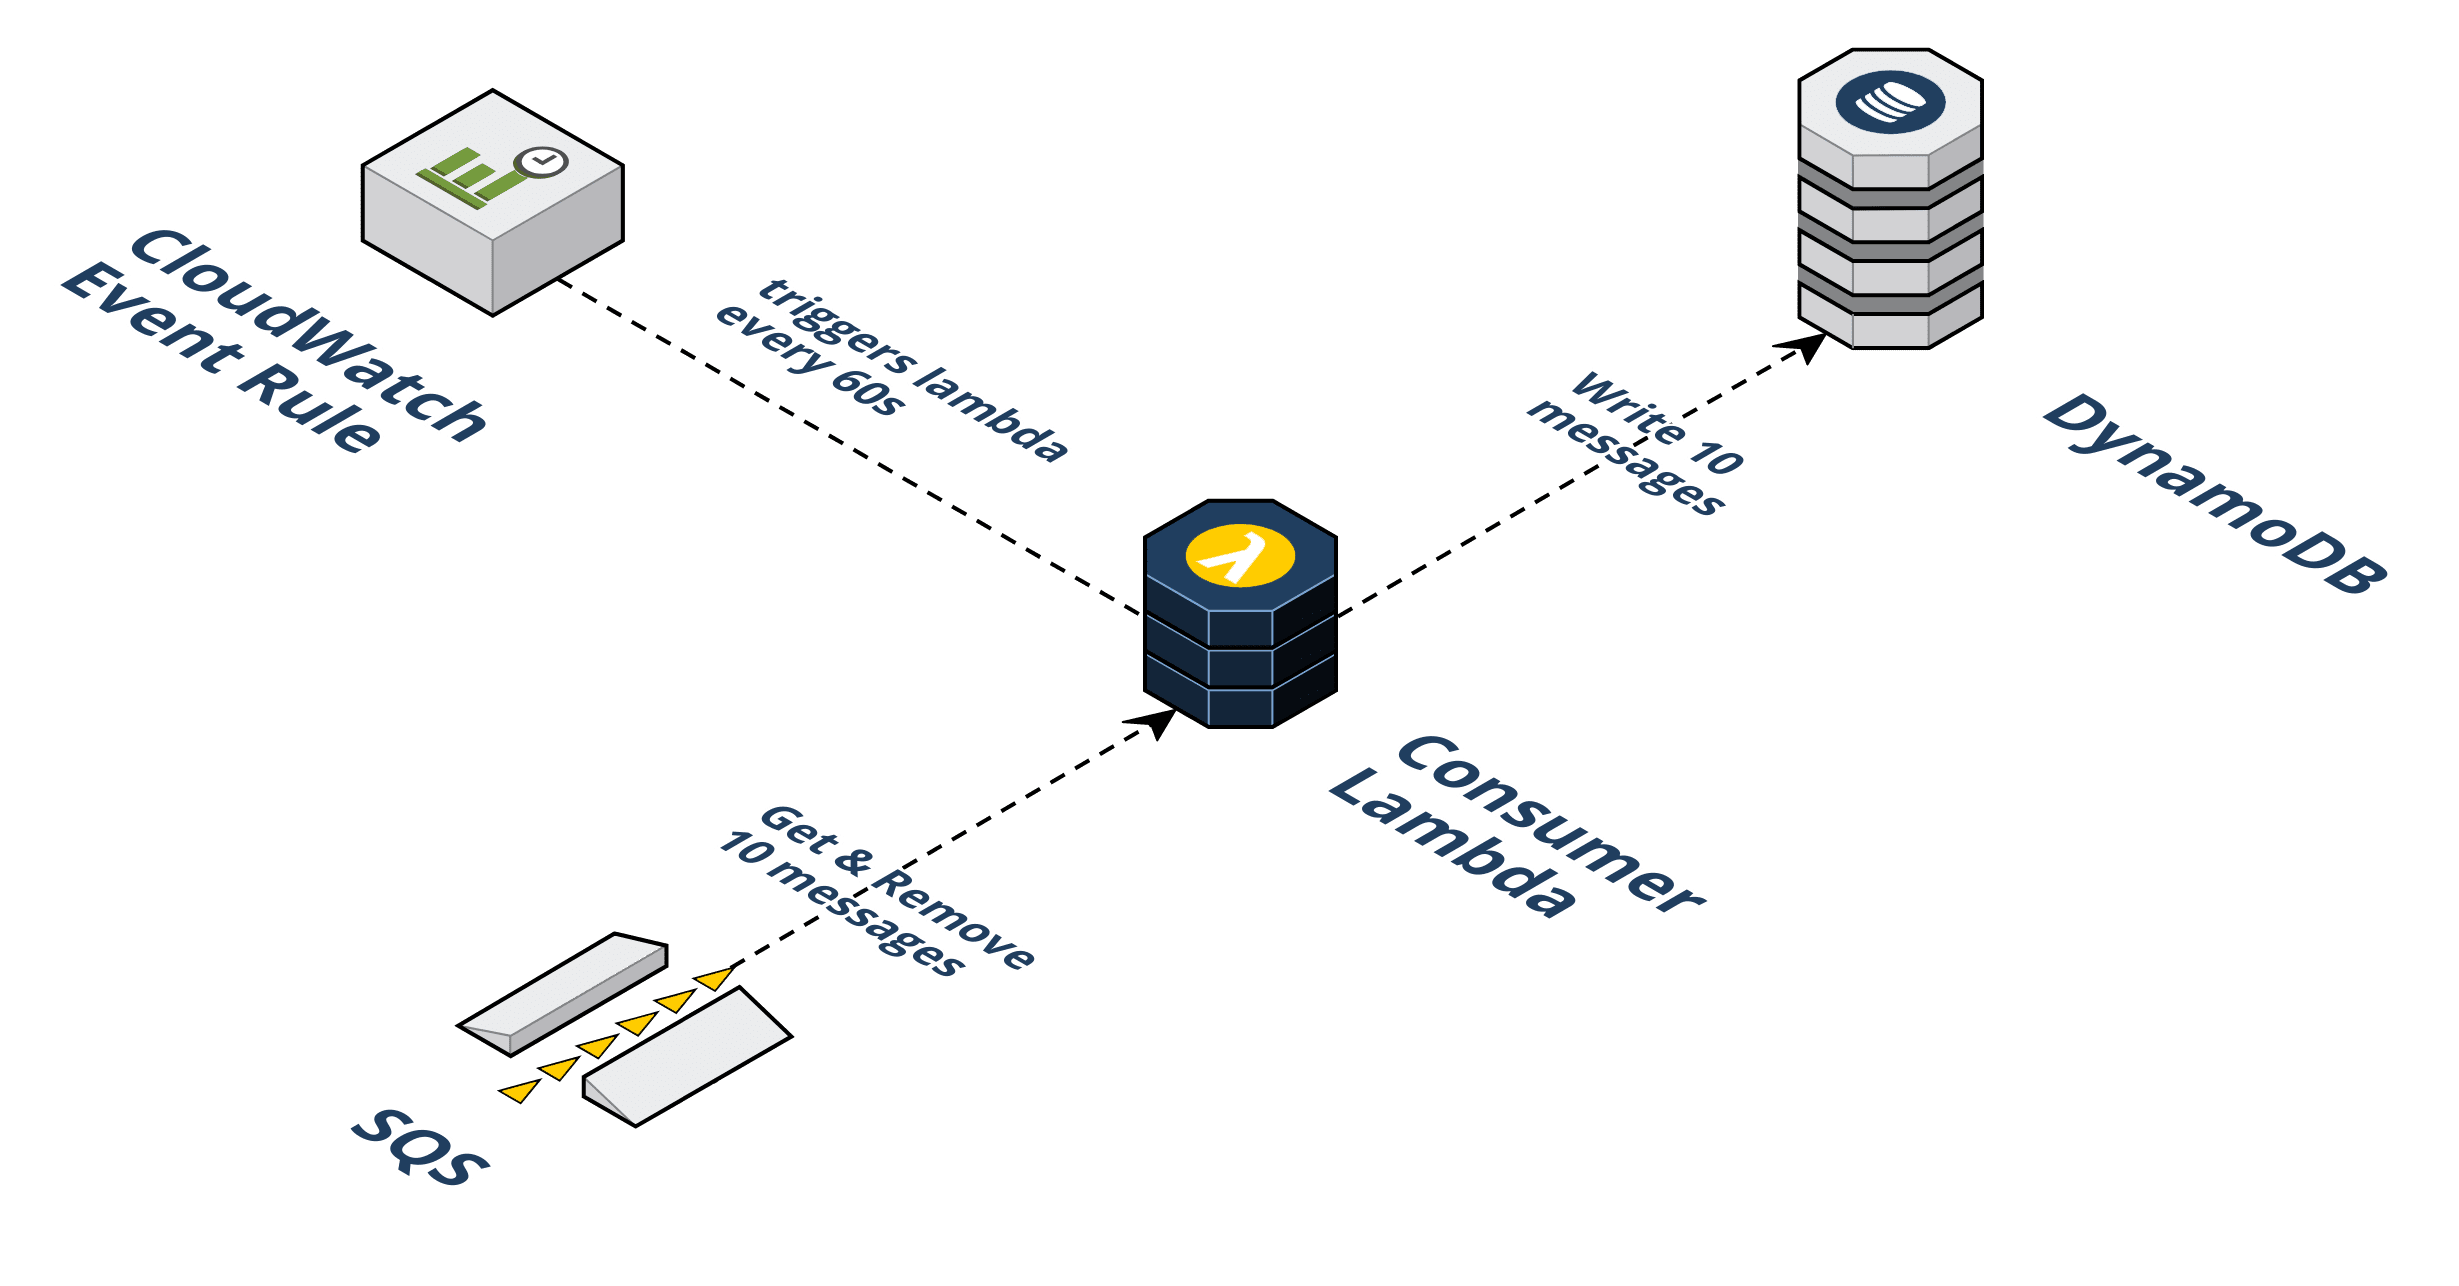 CloudWatch
Event Rule
triggers lambda
every 60s
Write 10
messages
DynamoDB
Consumer
Lambda
Get & Remove
10 messages
SQS